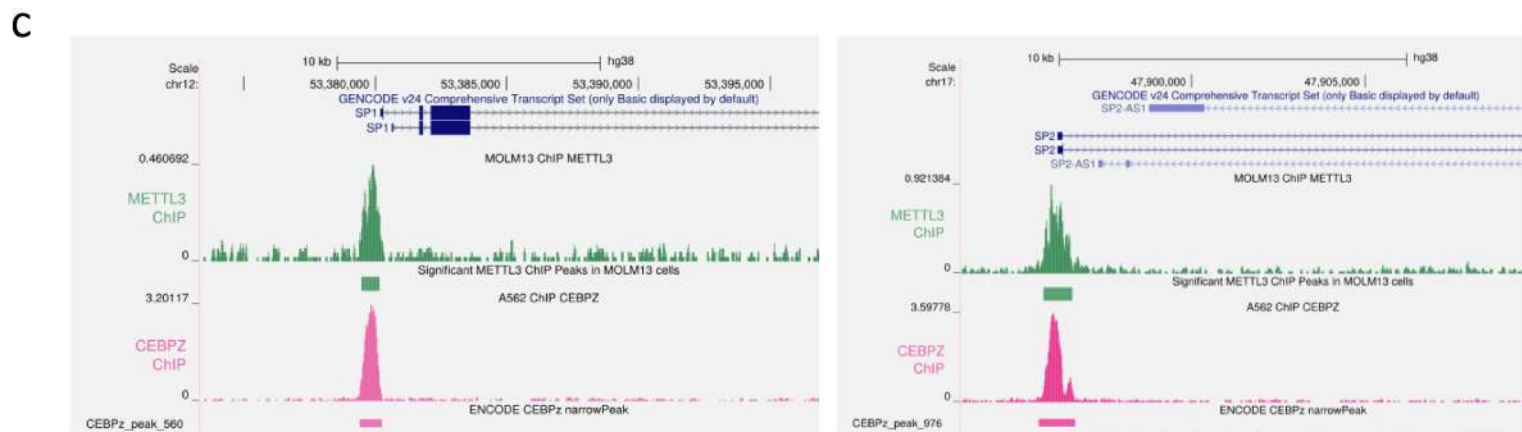 C
10 kb hg38
Scale
chr12: 53,380,000 53,385,000 53,390,000 53,395,000
GENCODE v24 Comprehensive Transcript Set (only Basic displayed by default)
SP1
SP1
0.460692 MOLM13 ChIP METTL3
METTL3
ChIP
0
Significant METTL3 ChIP Peaks in MOLM13 cells
3.20117 A562 ChIP CEBPZ
CEBPZ
ChIP
0
ENCODE CEBPz narrowPeak
CEBPz_peak_560
10 kb hg38
Scale
chr17: 47,900,000 47,905,000
GENCODE v24 Comprehensive Transcript Set (only Basic displayed by default)
SP2-AS1
SP2
SP2
SP2-AS1
0.921384 MOLM13 ChIP METTL3
METTL3
ChIP
0
Significant METTL3 ChIP Peaks in MOLM13 cells
3.59778 A562 ChIP CEBPZ
CEBPZ
ChIP
0
ENCODE CEBPz narrowPeak
CEBPz_peak_976